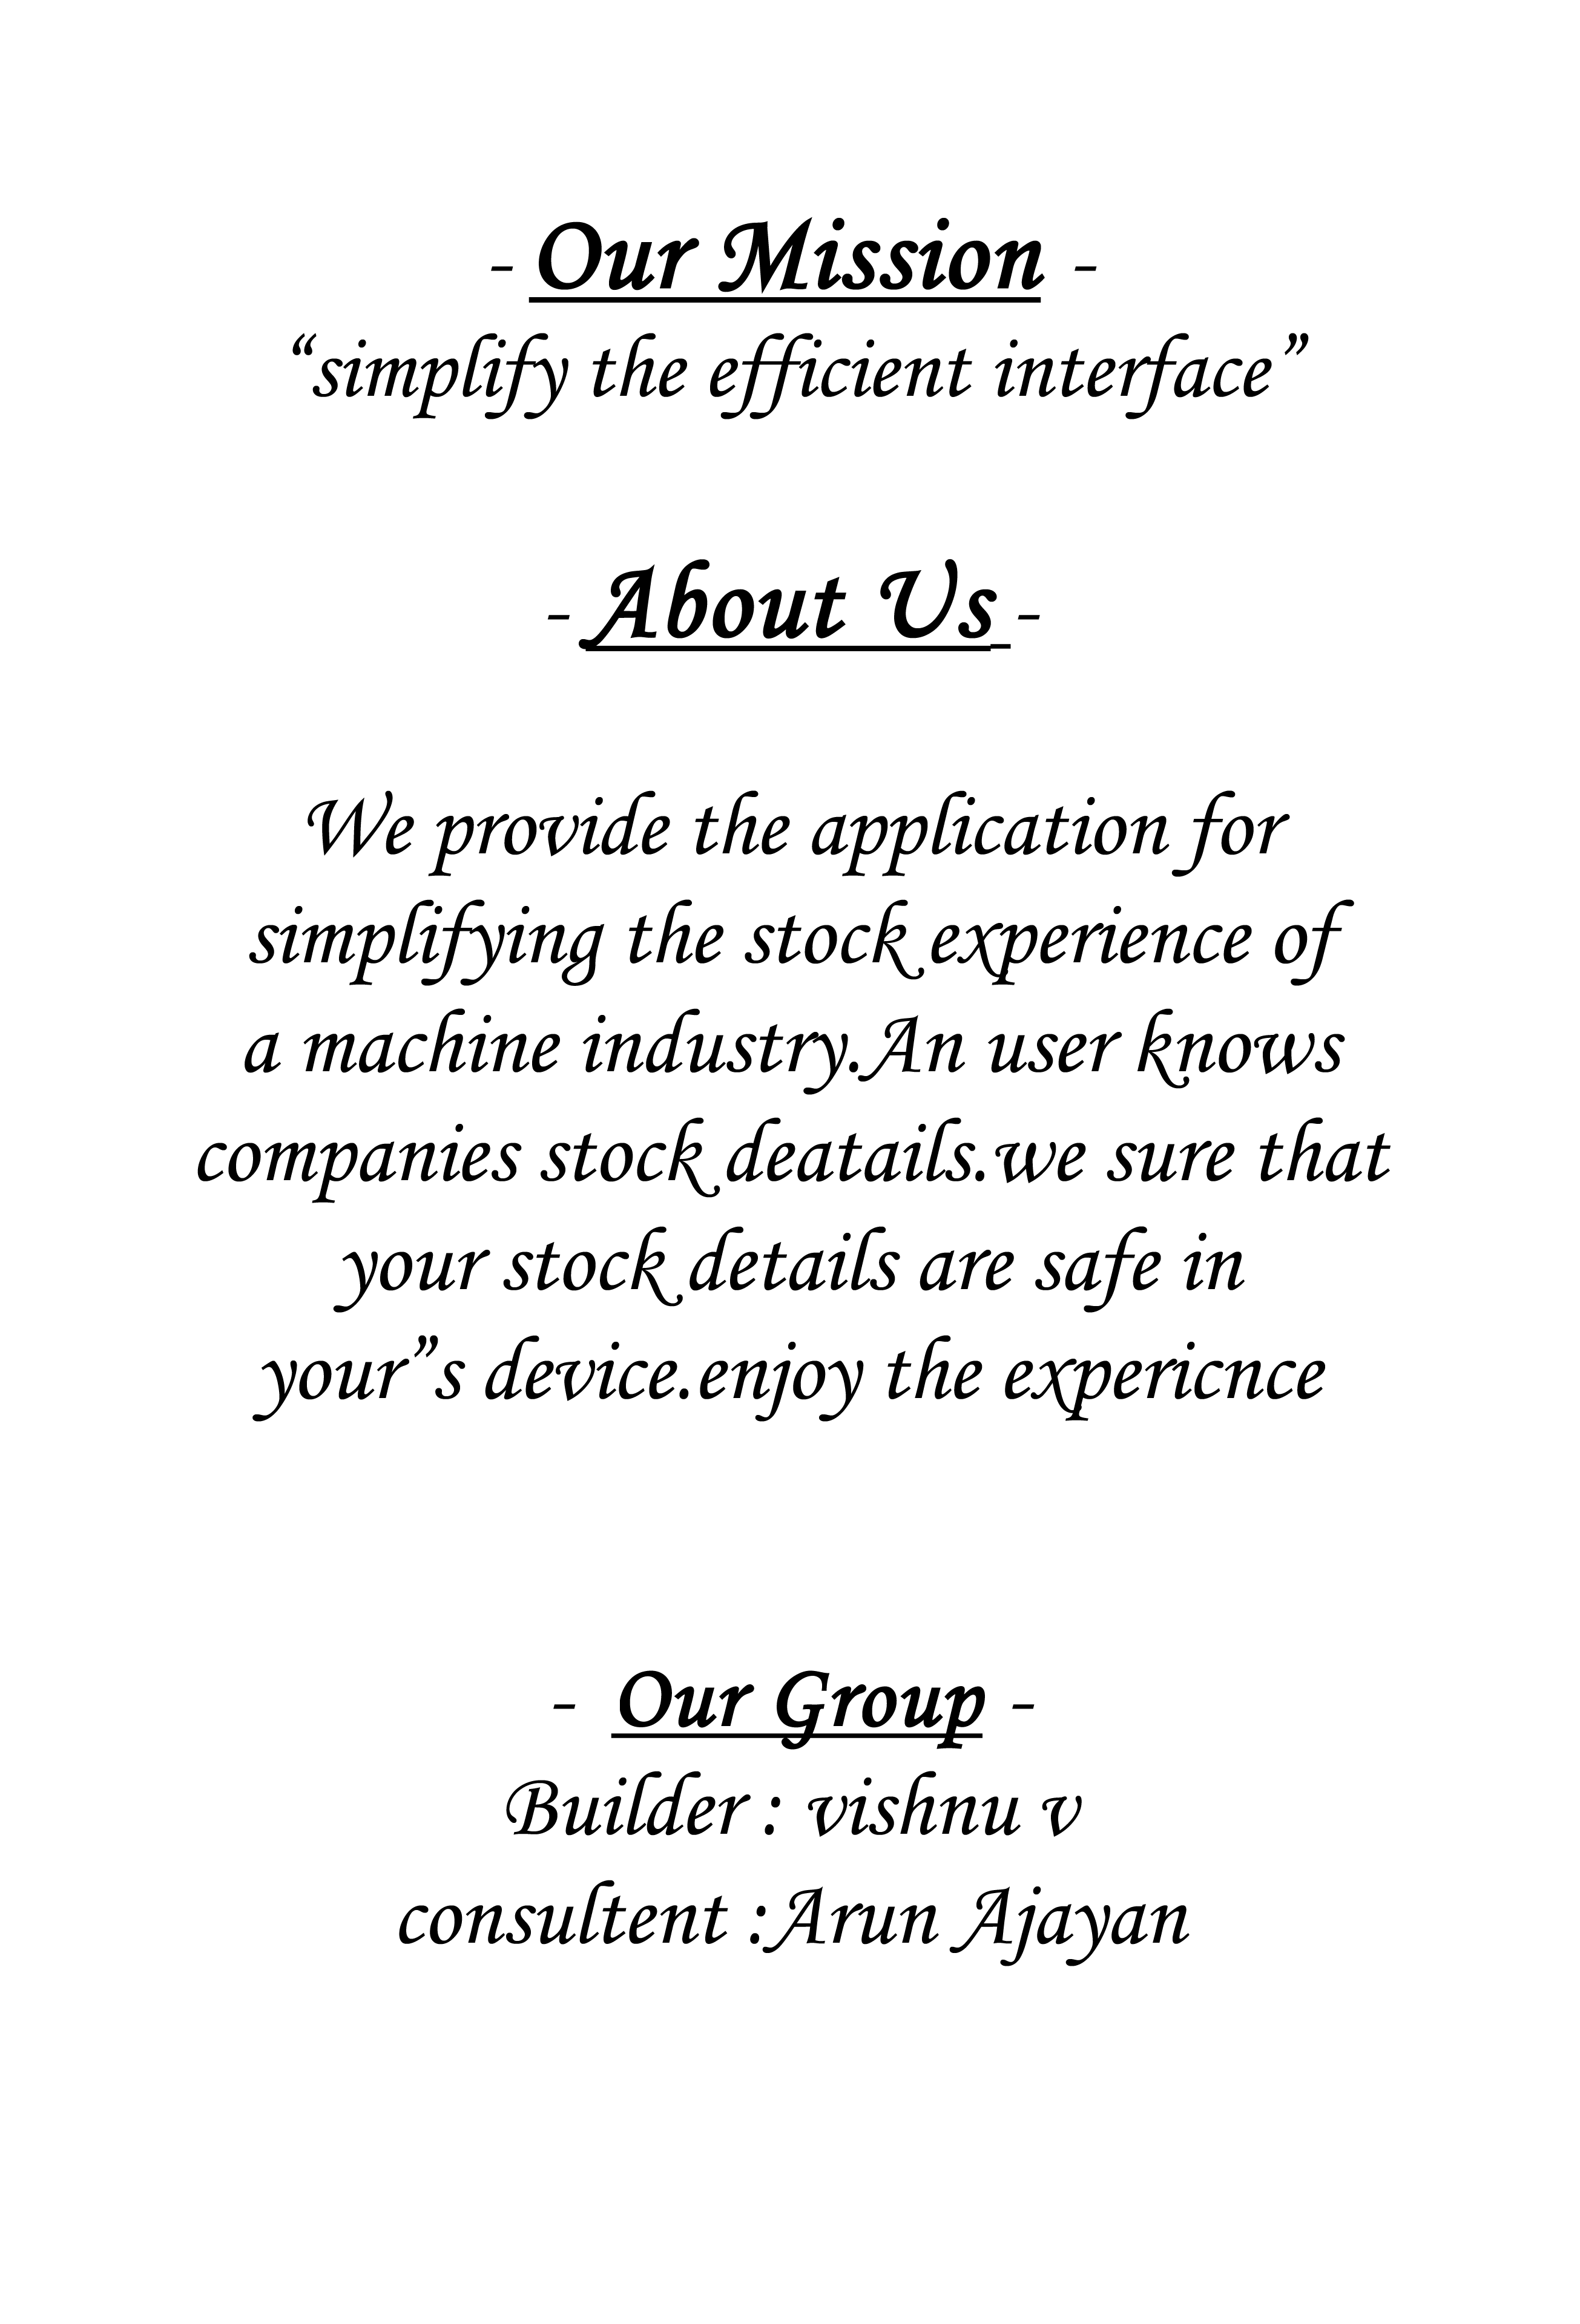 - Our Mission -
“simplify the efficient interface”
- About Us -
We provide the application for
simplifying the stock experience of
a machine industry.An user knows
companies stock deatails.we sure that
your stock details are safe in
your”s device.enjoy the expericnce
- Our Group -
Builder : vishnu v
consultent :Arun Ajayan